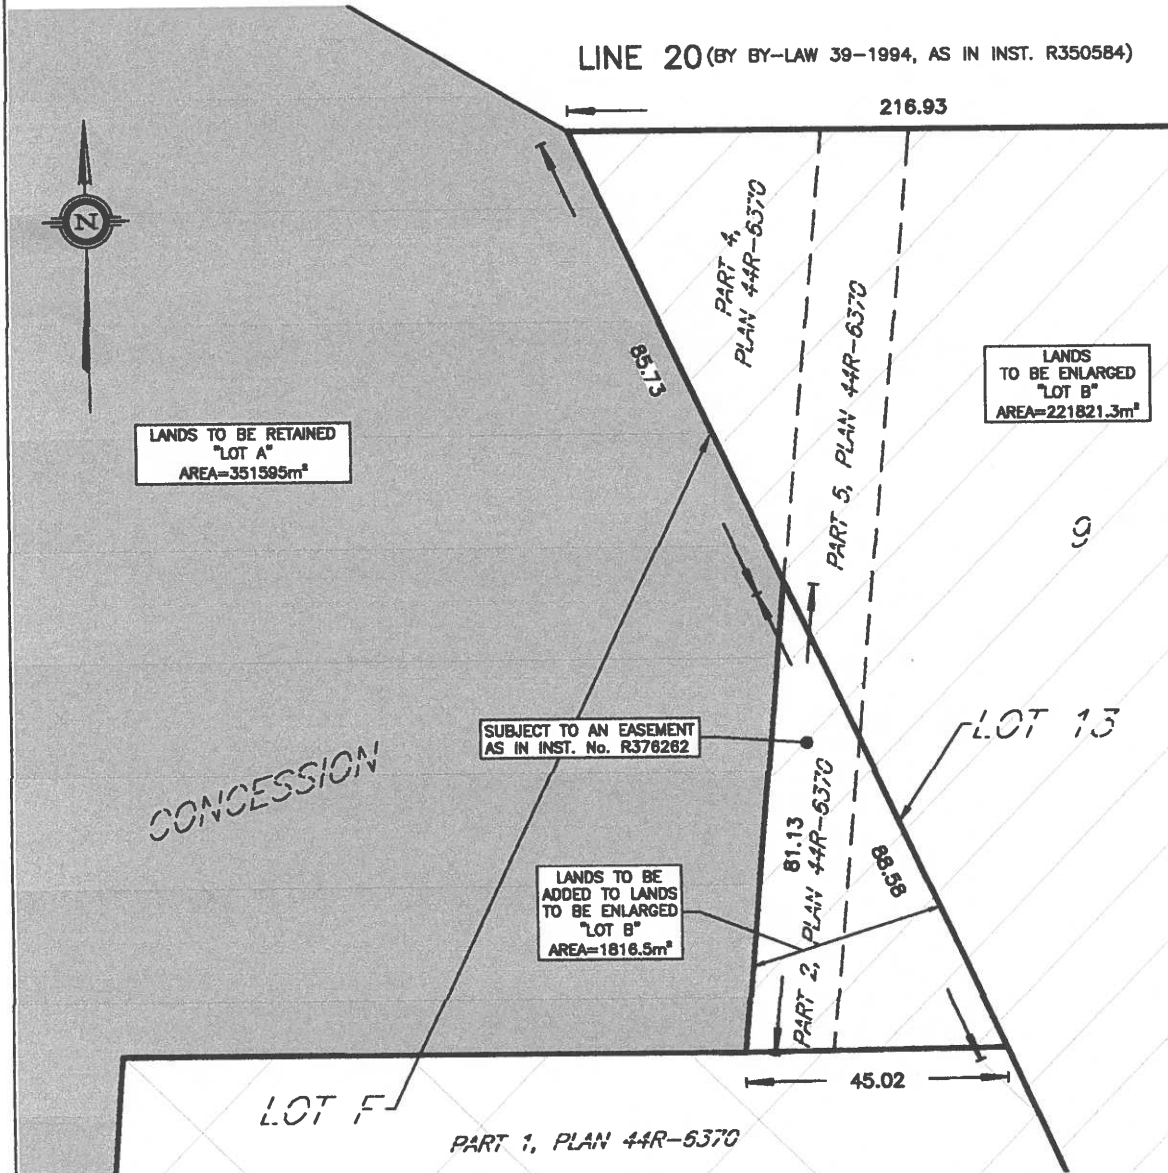 LINE 20 (BY BY-LAW 39-1994, AS IN INST. R350584)
216.93
N
PART 4,
PLAN 44R-6370
85.73
PART 5, PLAN 44R-6370
LANDS
TO BE ENLARGED
"LOT B"
AREA=221821.3m²
LANDS TO BE RETAINED
"LOT A"
AREA=351595m²
9
SUBJECT TO AN EASEMENT
AS IN INST. No. R376262
LOT 13
CONCESSION
81.13
PART 2, PLAN 44R-6370
88.58
LANDS TO BE
ADDED TO LANDS
TO BE ENLARGED
"LOT B"
AREA=1816.5m²
45.02
LOT F
PART 1, PLAN 44R-6370